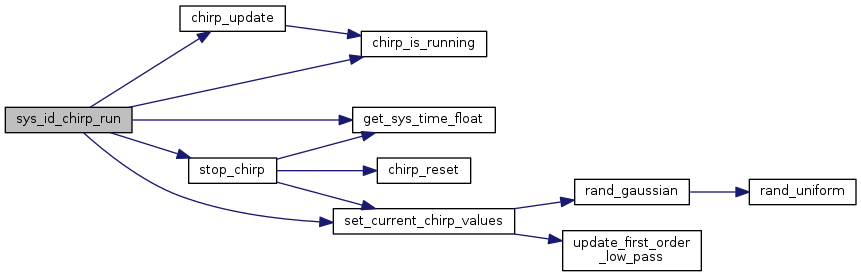 chirp_update
chirp_is_running
sys_id_chirp_run
get_sys_time_float
stop_chirp
chirp_reset
rand_gaussian
rand_uniform
set_current_chirp_values
update_first_order
_low_pass